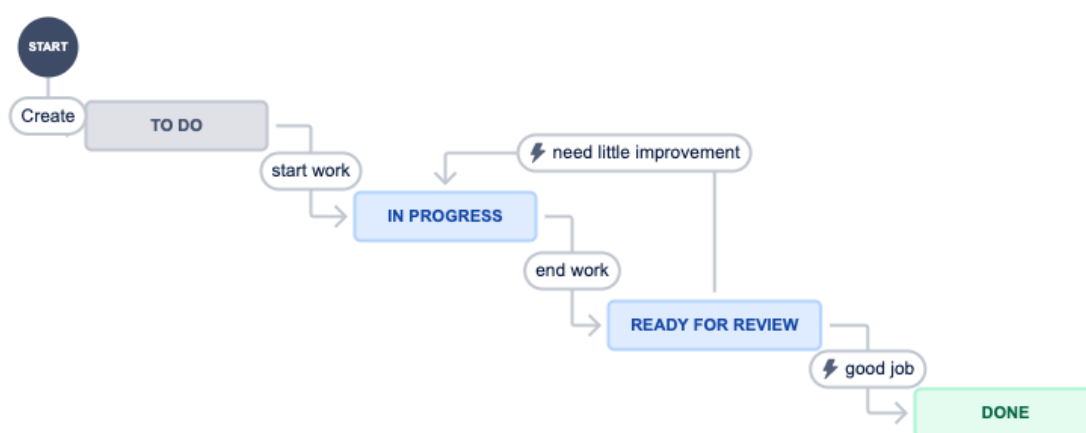 START
Create
TO DO
start work
need little improvement
IN PROGRESS
end work
READY FOR REVIEW
good job
DONE